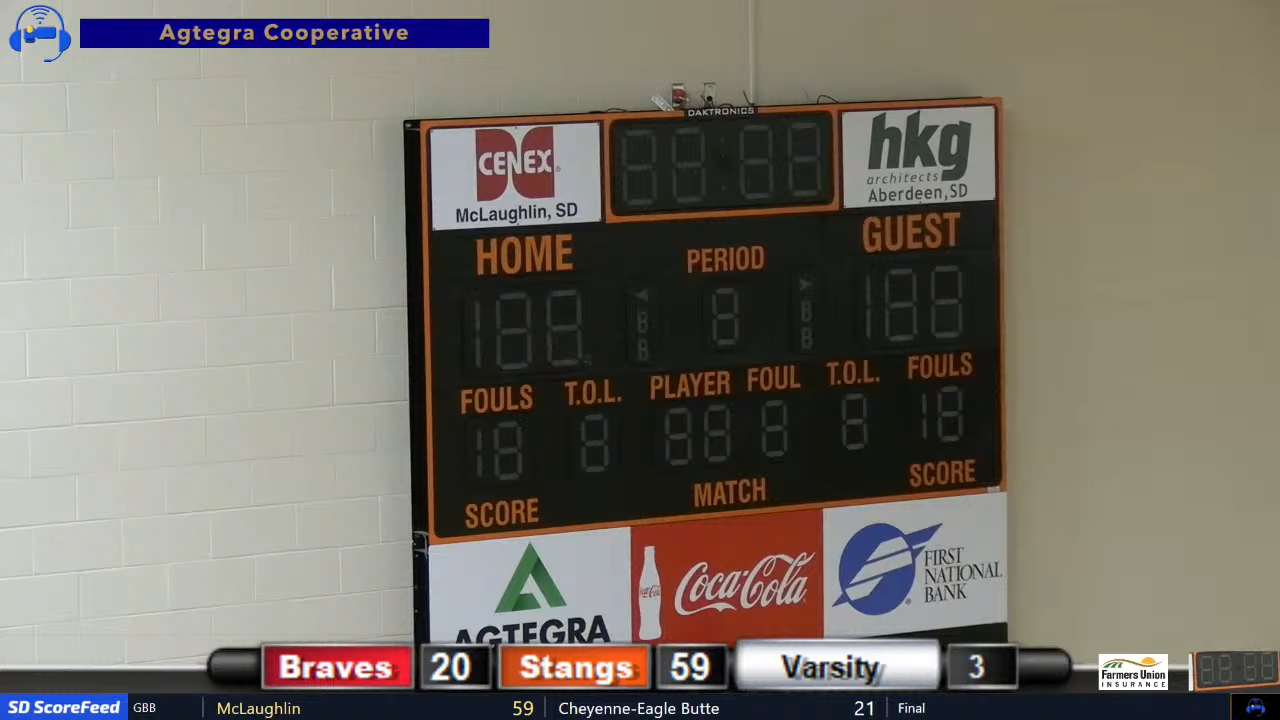 Agtegra Cooperative
DAKTRONICS
CENEX
McLaughlin, SD
hkg
architects
Aberdeen, SD
HOME
PERIOD
GUEST
FOULS
T.O.L.
PLAYER
FOUL
T.O.L.
FOULS
SCORE
MATCH
SCORE
AGTEGRA
Coca-Cola
FIRST
NATIONAL
BANK
Braves 20 Stangs 59 Varsity 3
Farmers Union
INSURANCE
SD ScoreFeed GBB McLaughlin 59 Cheyenne-Eagle Butte 21 Final